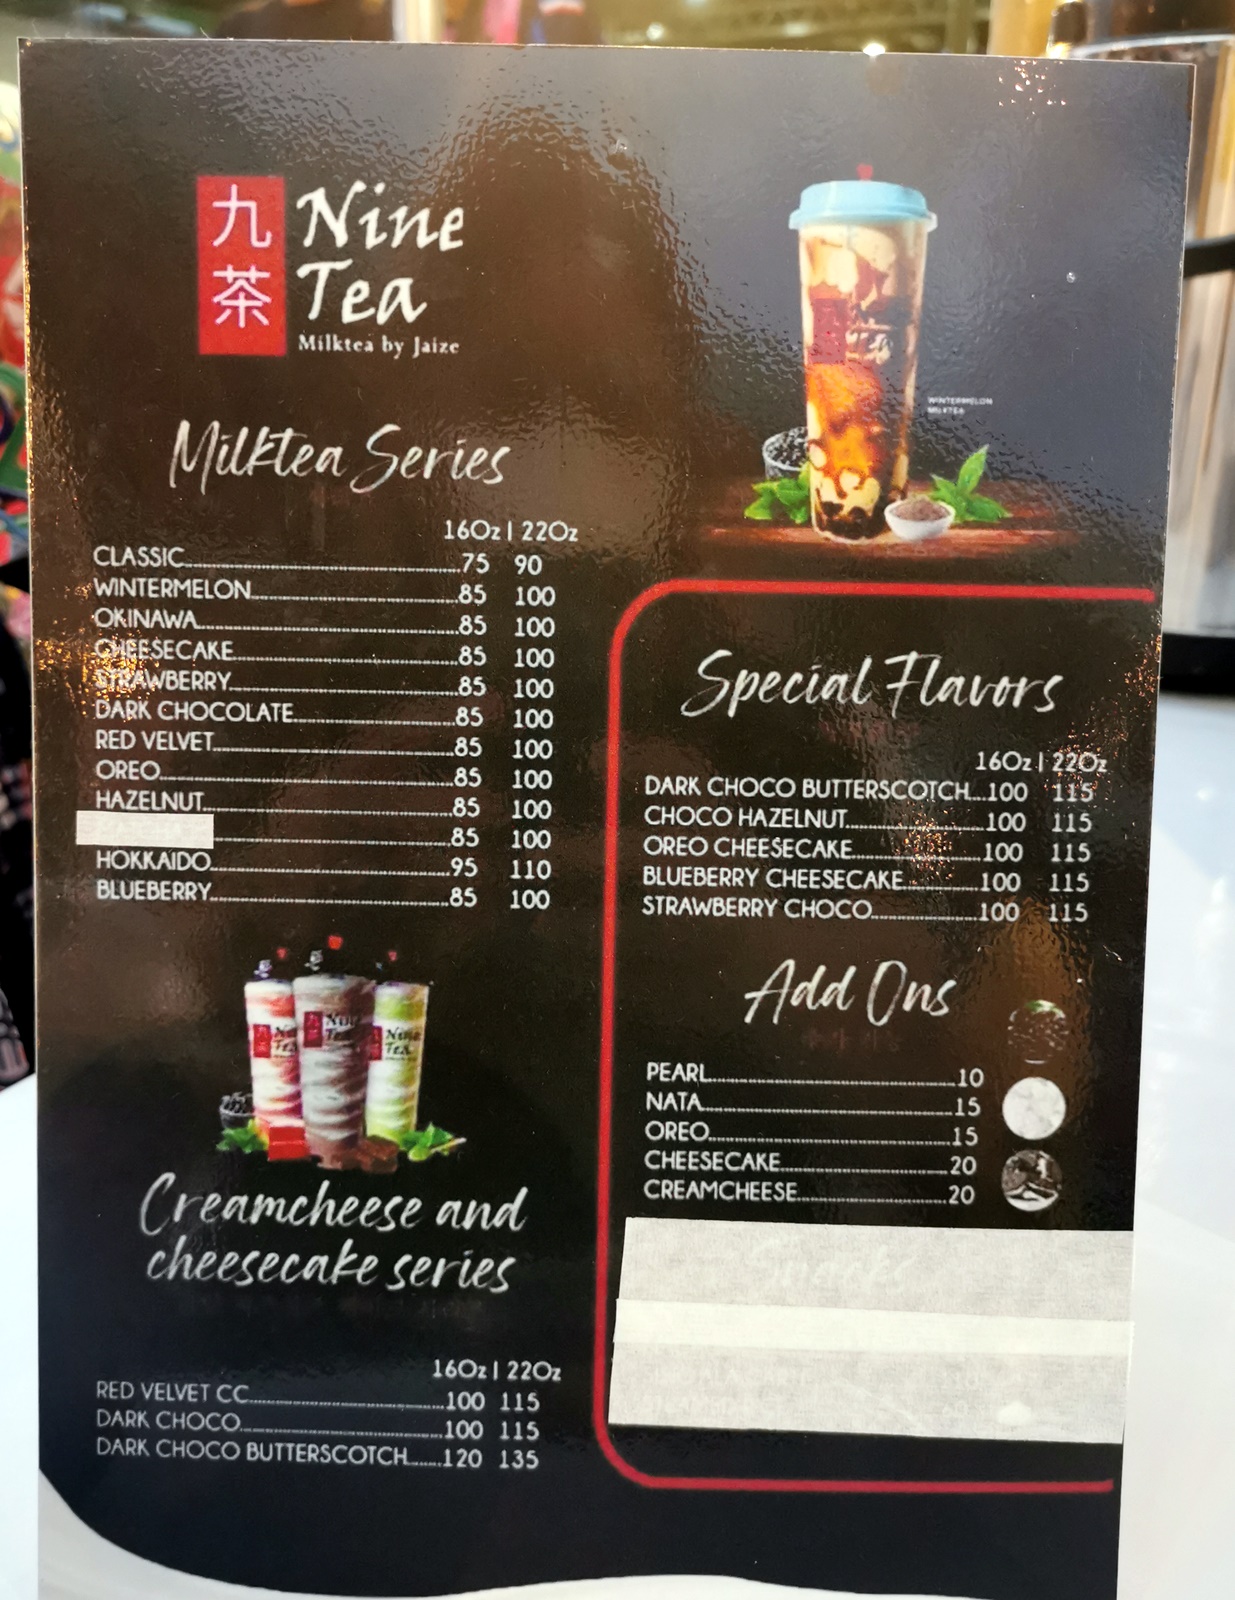 九茶
Nine
Tea
Milktea by Jaize
WINTERMELON
MILKTEA
Milktea Series
16Oz | 22Oz
CLASSIC 75 90
WINTERMELON 85 100
OKINAWA 85 100
CHEESECAKE 85 100
STRAWBERRY 85 100
DARK CHOCOLATE 85 100
RED VELVET 85 100
OREO 85 100
HAZELNUT 85 100
85 100
HOKKAIDO 95 110
BLUEBERRY 85 100
Nine
Tea
Creamcheese and
cheesecake series
16Oz | 22Oz
RED VELVET CC 100 115
DARK CHOCO 100 115
DARK CHOCO BUTTERSCOTCH 120 135
Special Flavors
16Oz | 22Oz
DARK CHOCO BUTTERSCOTCH 100 115
CHOCO HAZELNUT 100 115
OREO CHEESECAKE 100 115
BLUEBERRY CHEESECAKE 100 115
STRAWBERRY CHOCO 100 115
Add Ons
PEARL 10
NATA 15
OREO 15
CHEESECAKE 20
CREAMCHEESE 20
Snacks